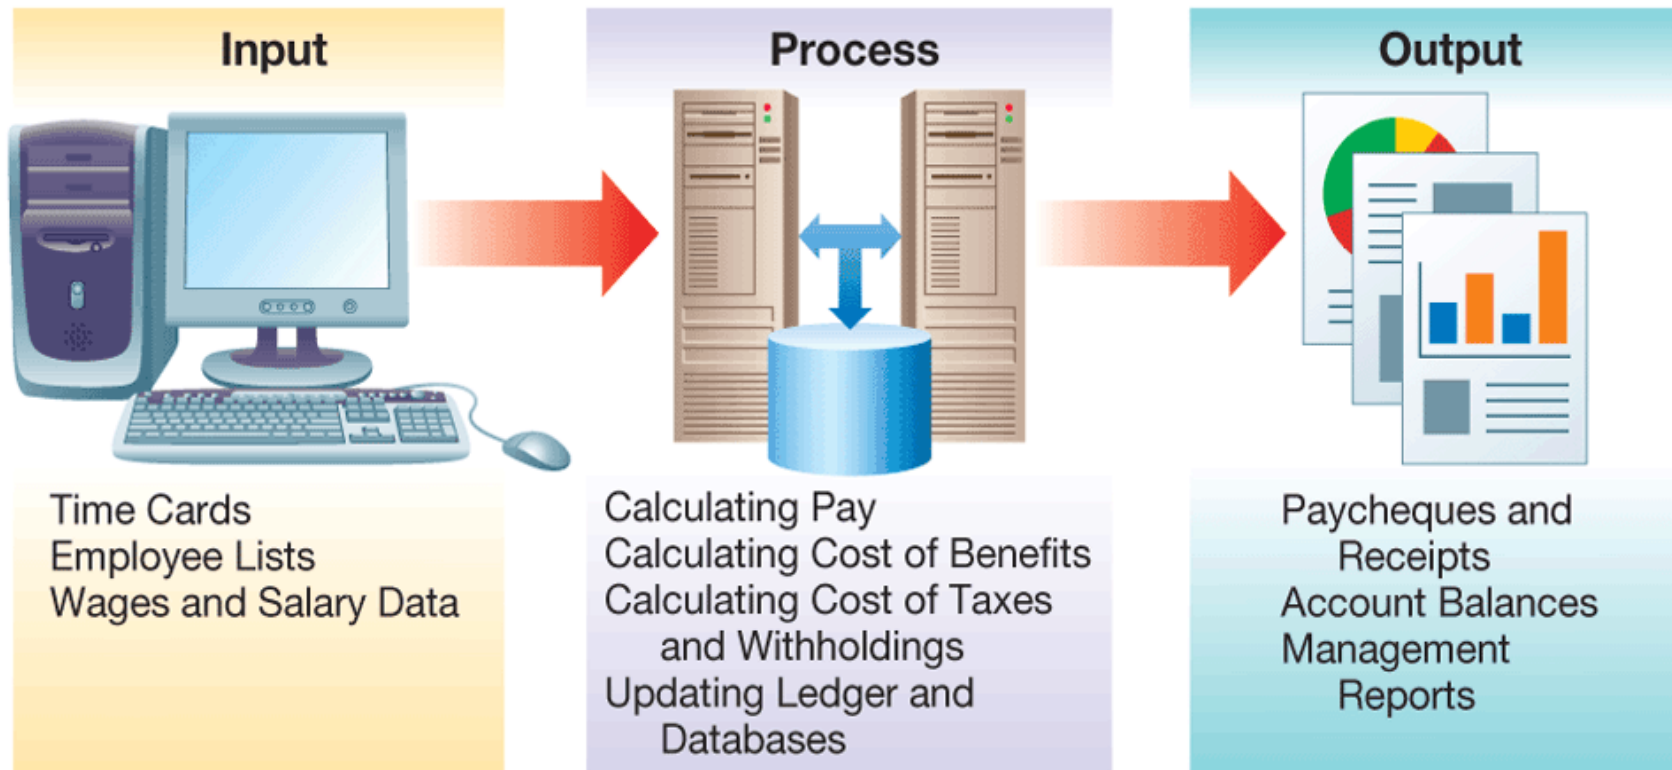 Input
Time Cards
Employee Lists
Wages and Salary Data
Process
Calculating Pay
Calculating Cost of Benefits
Calculating Cost of Taxes
and Withholdings
Updating Ledger and
Databases
Output
Paycheques and
Receipts
Account Balances
Management
Reports